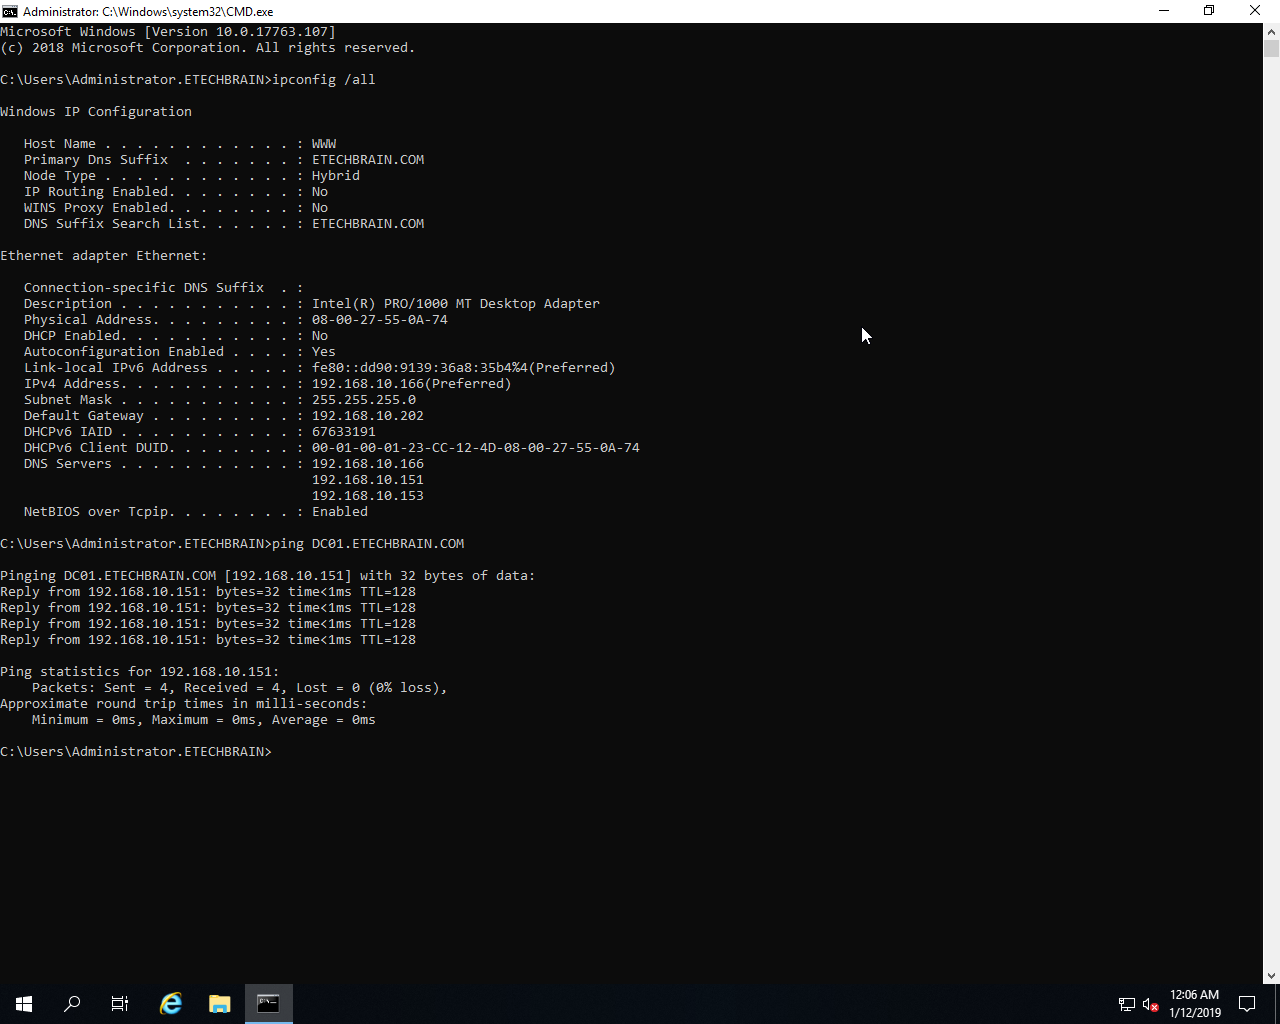 Administrator: C:\Windows\system32\CMD.exe
Microsoft Windows [Version 10.0.17763.107]
(c) 2018 Microsoft Corporation. All rights reserved.
C:\Users\Administrator.ETECHBRAIN>ipconfig /all
Windows IP Configuration
Host Name . . . . . . . . . . . . : WWW
Primary Dns Suffix  . . . . . . . : ETECHBRAIN.COM
Node Type . . . . . . . . . . . . : Hybrid
IP Routing Enabled. . . . . . . . : No
WINS Proxy Enabled. . . . . . . . : No
DNS Suffix Search List. . . . . . : ETECHBRAIN.COM
Ethernet adapter Ethernet:
Connection-specific DNS Suffix  . :
Description . . . . . . . . . . . : Intel(R) PRO/1000 MT Desktop Adapter
Physical Address. . . . . . . . . : 08-00-27-55-0A-74
DHCP Enabled. . . . . . . . . . . : No
Autoconfiguration Enabled . . . . : Yes
Link-local IPv6 Address . . . . . : fe80::dd90:9139:36a8:35b4%4(Preferred)
IPv4 Address. . . . . . . . . . . : 192.168.10.166(Preferred)
Subnet Mask . . . . . . . . . . . : 255.255.255.0
Default Gateway . . . . . . . . . : 192.168.10.202
DHCPv6 IAID . . . . . . . . . . . : 67633191
DHCPv6 Client DUID. . . . . . . . : 00-01-00-01-23-CC-12-4D-08-00-27-55-0A-74
DNS Servers . . . . . . . . . . . : 192.168.10.166
192.168.10.151
192.168.10.153
NetBIOS over Tcpip. . . . . . . . : Enabled
C:\Users\Administrator.ETECHBRAIN>ping DC01.ETECHBRAIN.COM
Pinging DC01.ETECHBRAIN.COM [192.168.10.151] with 32 bytes of data:
Reply from 192.168.10.151: bytes=32 time<1ms TTL=128
Reply from 192.168.10.151: bytes=32 time<1ms TTL=128
Reply from 192.168.10.151: bytes=32 time<1ms TTL=128
Reply from 192.168.10.151: bytes=32 time<1ms TTL=128
Ping statistics for 192.168.10.151:
Packets: Sent = 4, Received = 4, Lost = 0 (0% loss),
Approximate round trip times in milli-seconds:
Minimum = 0ms, Maximum = 0ms, Average = 0ms
C:\Users\Administrator.ETECHBRAIN>
12:06 AM
1/12/2019